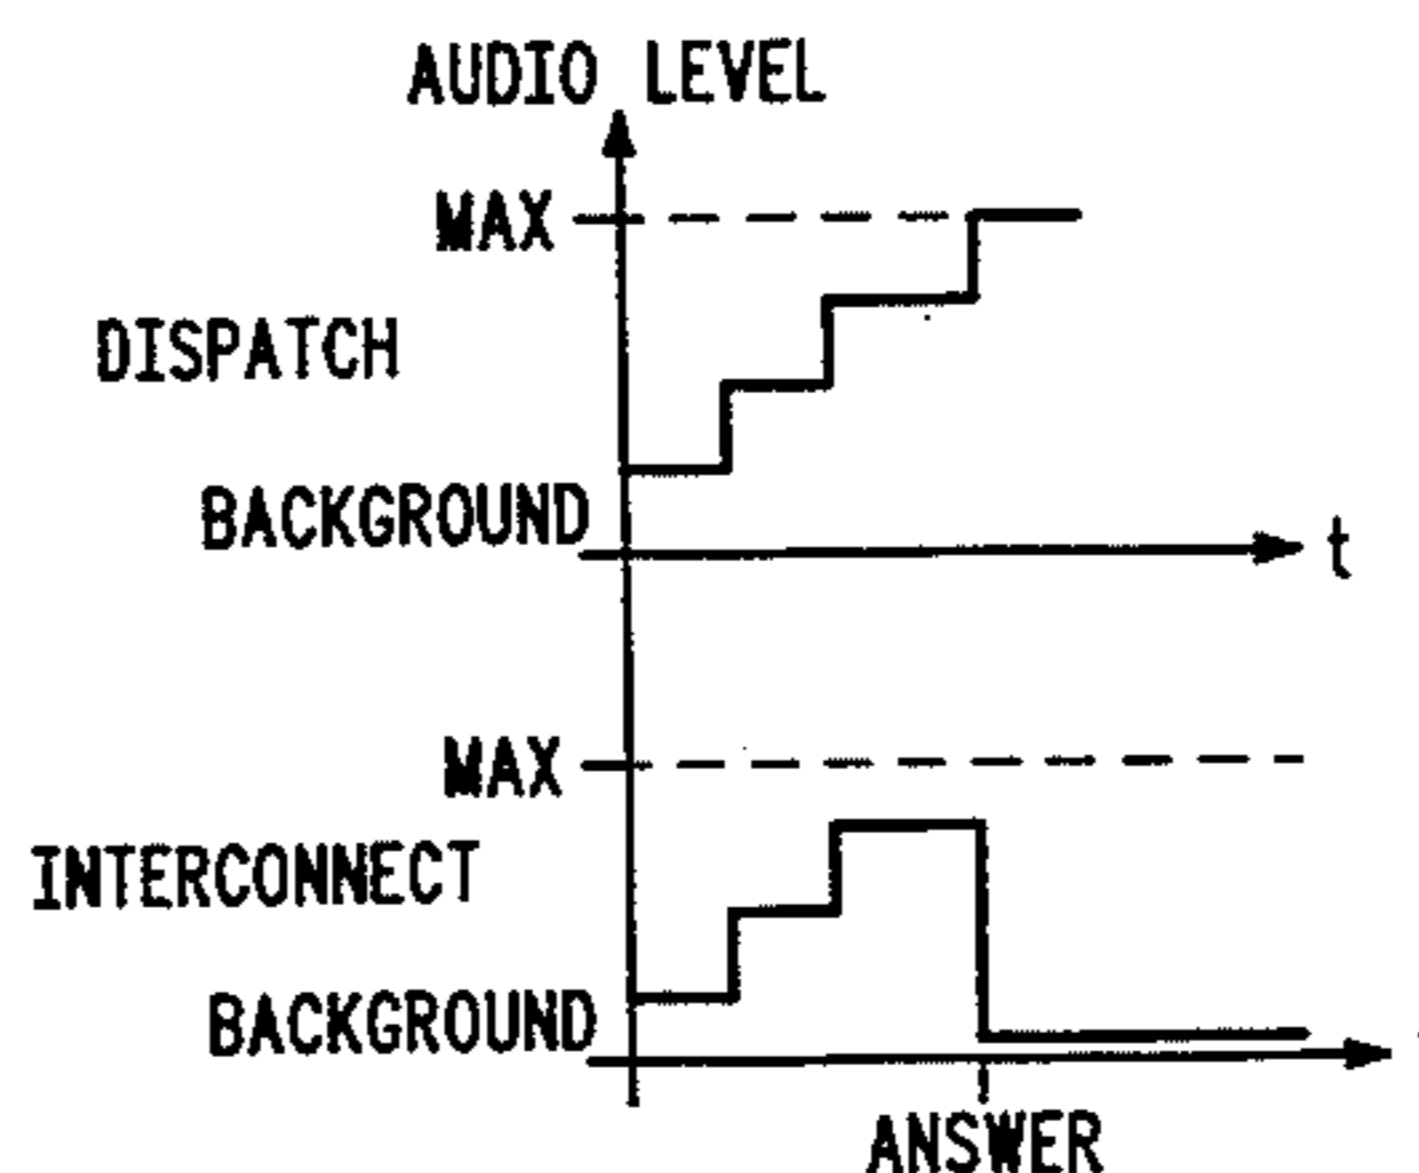 AUDIO LEVEL
MAX
DISPATCH
BACKGROUND
t
MAX
INTERCONNECT
BACKGROUND
ANSWER